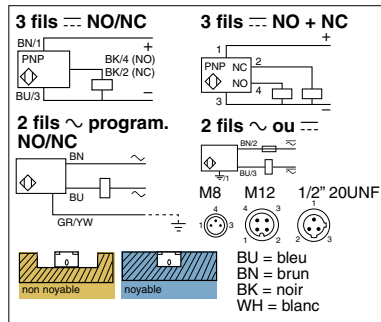 3 fils ⎓ NO/NC
BN/1
+
PNP
BK/4 (NO)
BK/2 (NC)
BU/3
–
3 fils ⎓ NO + NC
1
+
PNP NC 2
NO
4
3
–
2 fils ∼ program.
NO/NC
BN ∼
BU ∼
GR/YW
2 fils ∼ ou ⎓
BN/2
BU/3
/1
M8 M12 1/2" 20UNF
4
1 3
4 3
1 2
1
2 3
non noyable
noyable
BU = bleu
BN = brun
BK = noir
WH = blanc